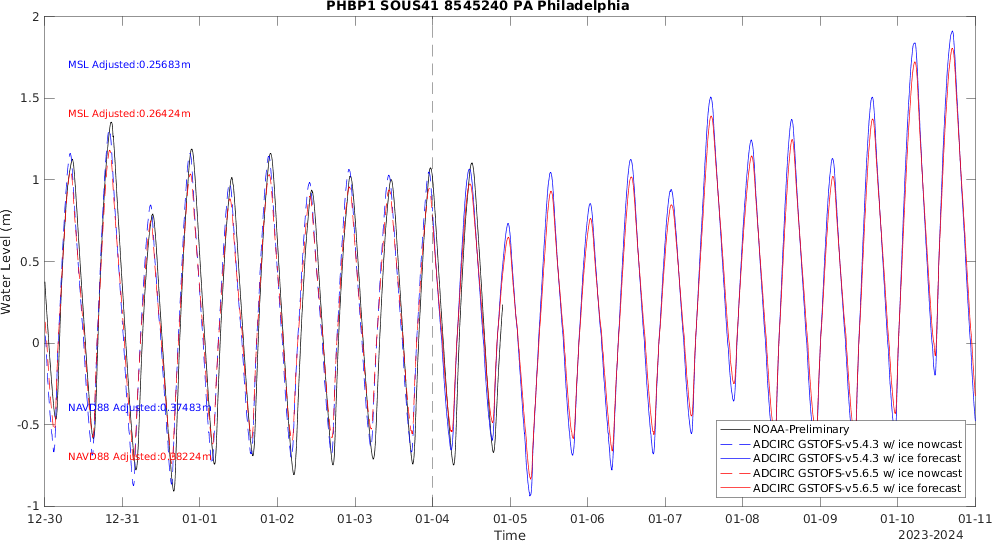 PHBP1 SOUS41 8545240 PA Philadelphia
2
1.5
1
0.5
0
-0.5
-1
Water Level (m)
MSL Adjusted:0.25683m
MSL Adjusted:0.26424m
NAVD88 Adjusted:0.37483m
NAVD88 Adjusted:0.38224m
NOAA-Preliminary
ADCIRC GSTOFS-v5.4.3 w/ ice nowcast
ADCIRC GSTOFS-v5.4.3 w/ ice forecast
ADCIRC GSTOFS-v5.6.5 w/ ice nowcast
ADCIRC GSTOFS-v5.6.5 w/ ice forecast
12-30 12-31 01-01 01-02 01-03 01-04 01-05 01-06 01-07 01-08 01-09 01-10 01-11
Time
2023-2024